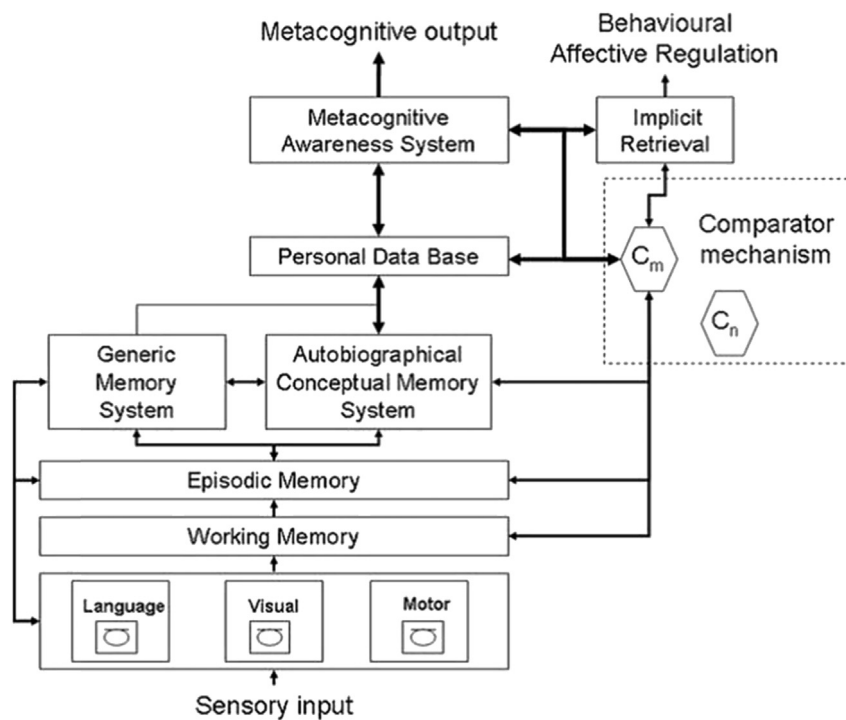 Metacognitive output
Behavioural
Affective Regulation
Metacognitive
Awareness System
Implicit
Retrieval
Comparator
mechanism
Personal Data Base
Cm
Cn
Generic
Memory
System
Autobiographical
Conceptual Memory
System
Episodic Memory
Working Memory
Language
Visual
Motor
Sensory input